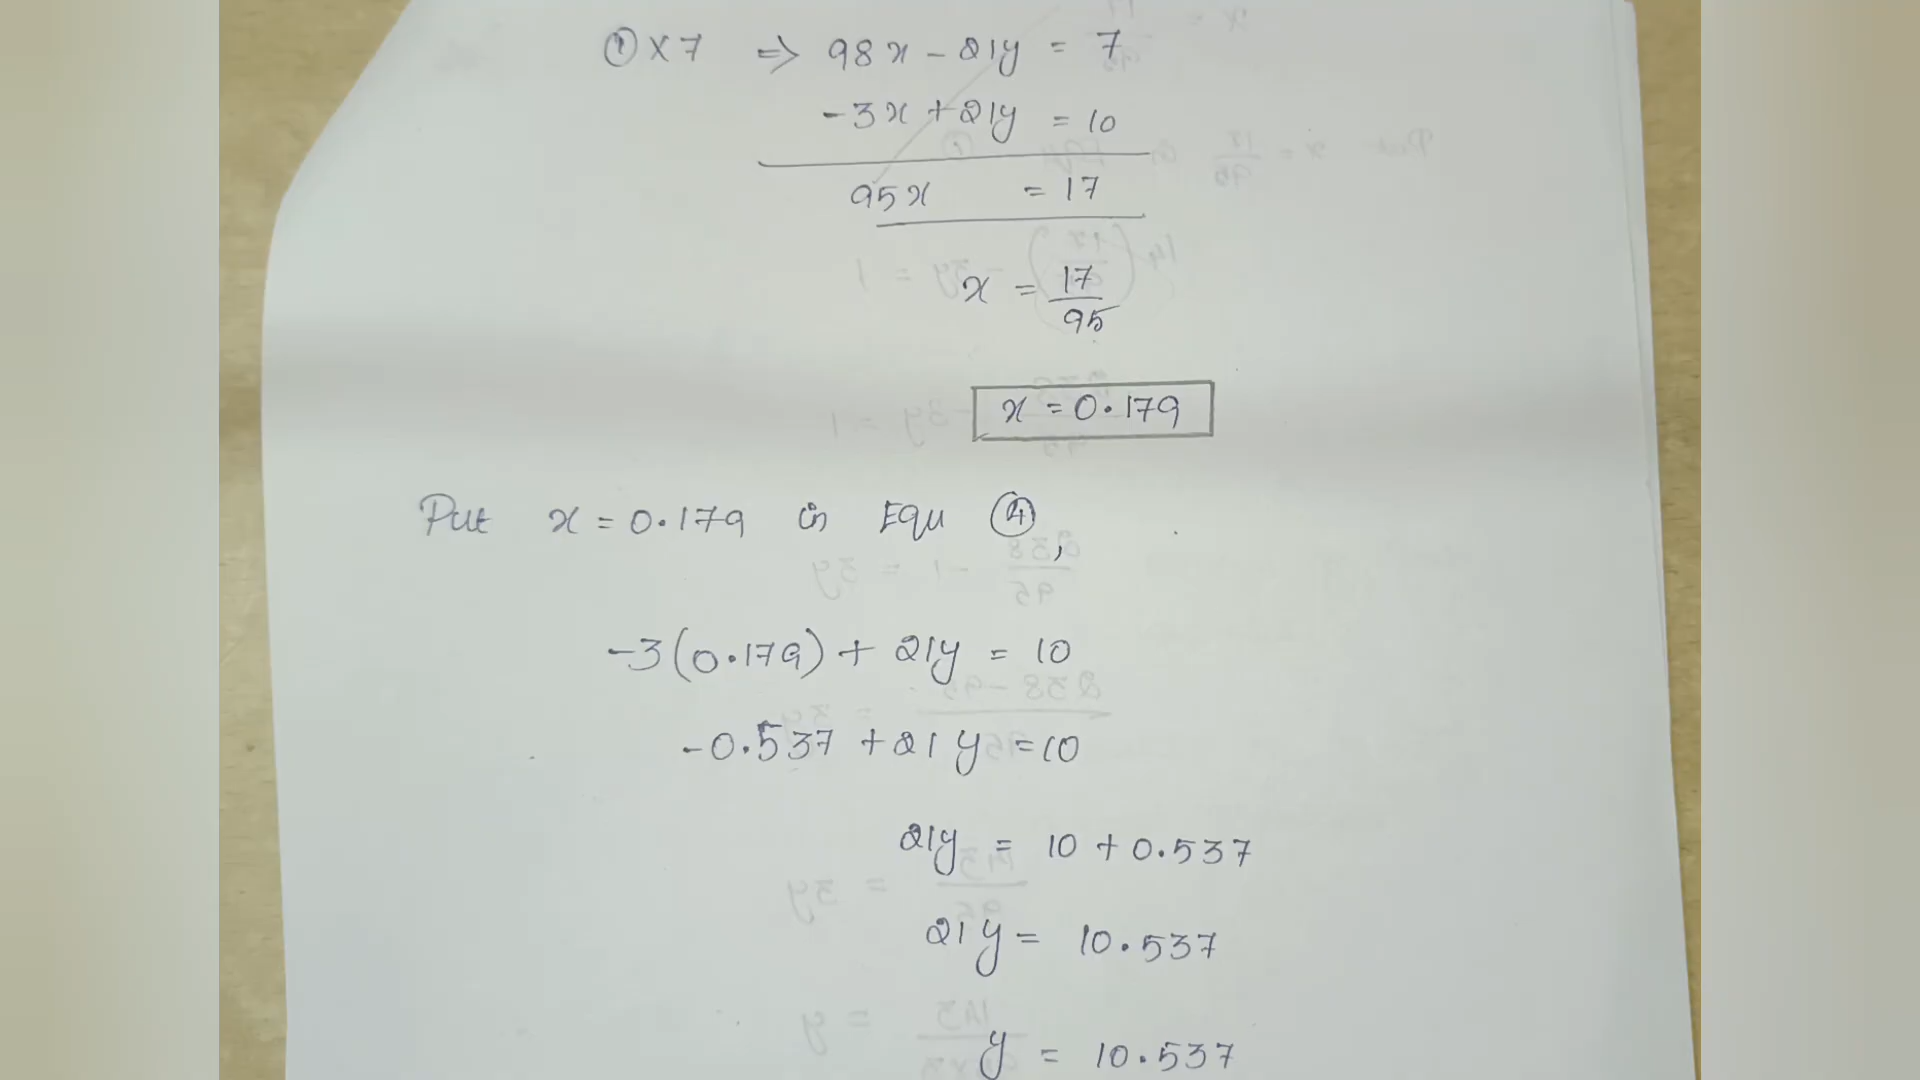 ① × 7 ⇒ 98x - 21y = 7
-3x + 21y = 10
95x = 17
x = 17/95
x = 0.179
Put x = 0.179 in Equ ④,
-3(0.179) + 21y = 10
-0.537 + 21y = 10
21y = 10 + 0.537
21y = 10.537
y = 10.537